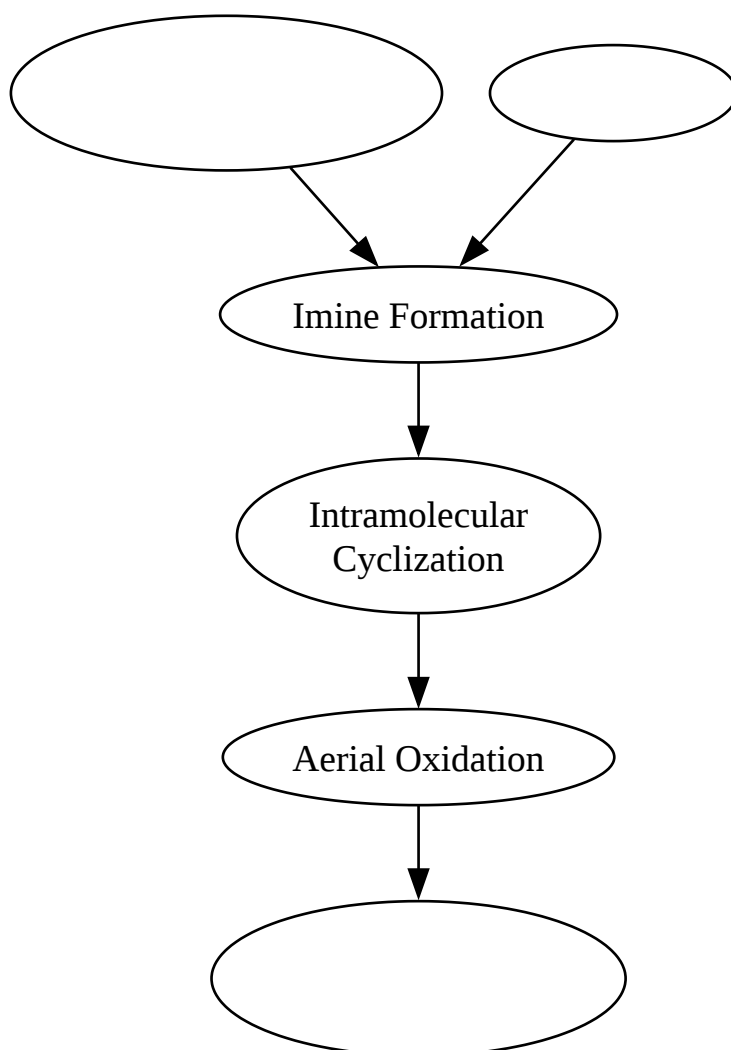 Imine Formation
Intramolecular
Cyclization
Aerial Oxidation